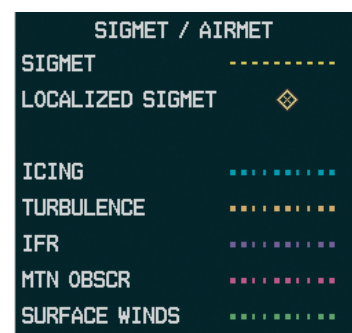 SIGMET / AIRMET
SIGMET
LOCALIZED SIGMET
ICING
TURBULENCE
IFR
MTN OBSCR
SURFACE WINDS